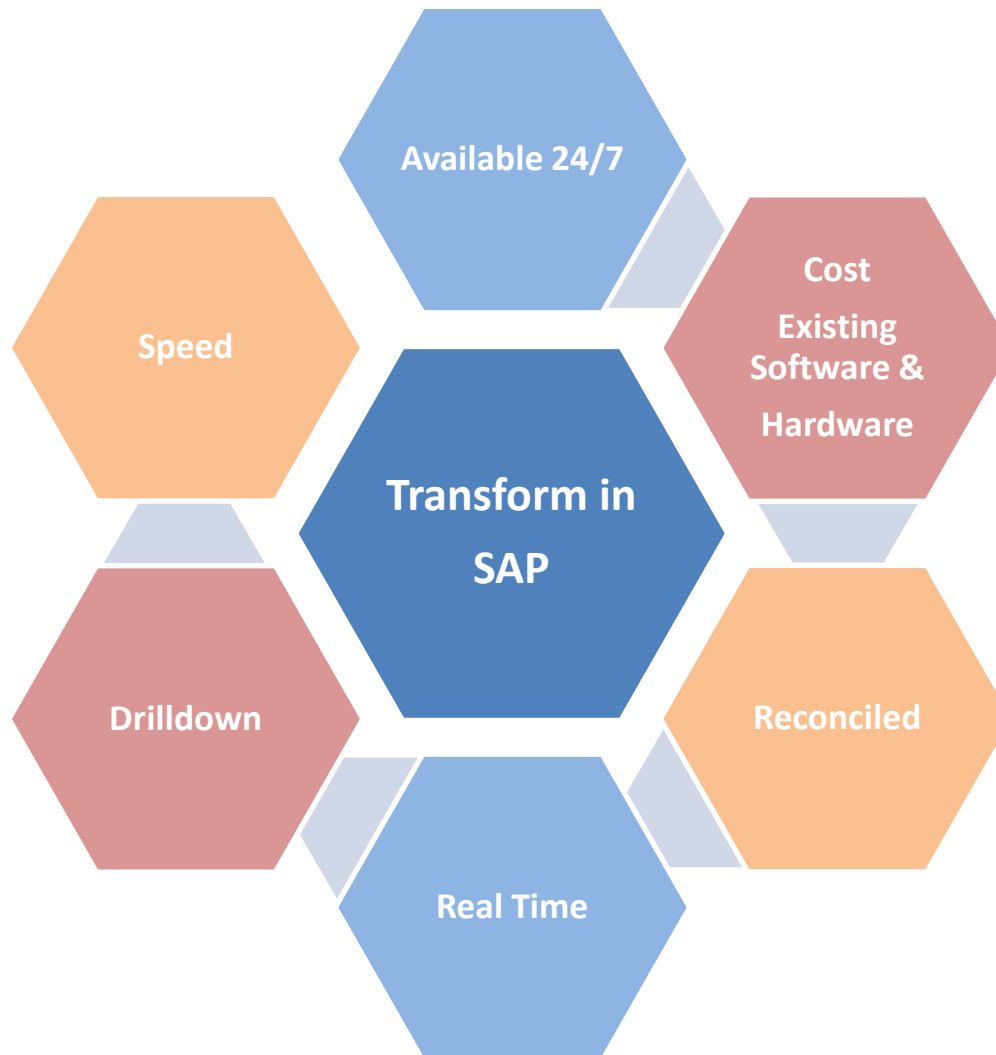 Available 24/7
Cost
Existing
Software &
Hardware
Speed
Transform in
SAP
Drilldown
Reconciled
Real Time